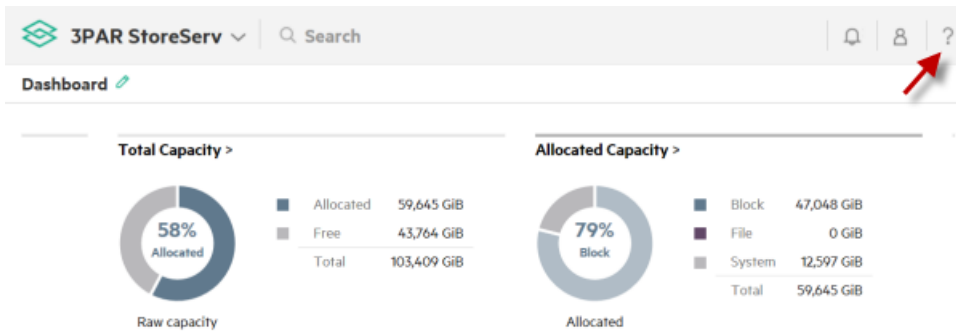 3PAR StoreServ Search ?
Dashboard
Total Capacity >
58%
Allocated
Allocated 59,645 GiB
Free 43,764 GiB
Total 103,409 GiB
Raw capacity
Allocated Capacity >
79%
Block
Block 47,048 GiB
File 0 GiB
System 12,597 GiB
Total 59,645 GiB
Allocated